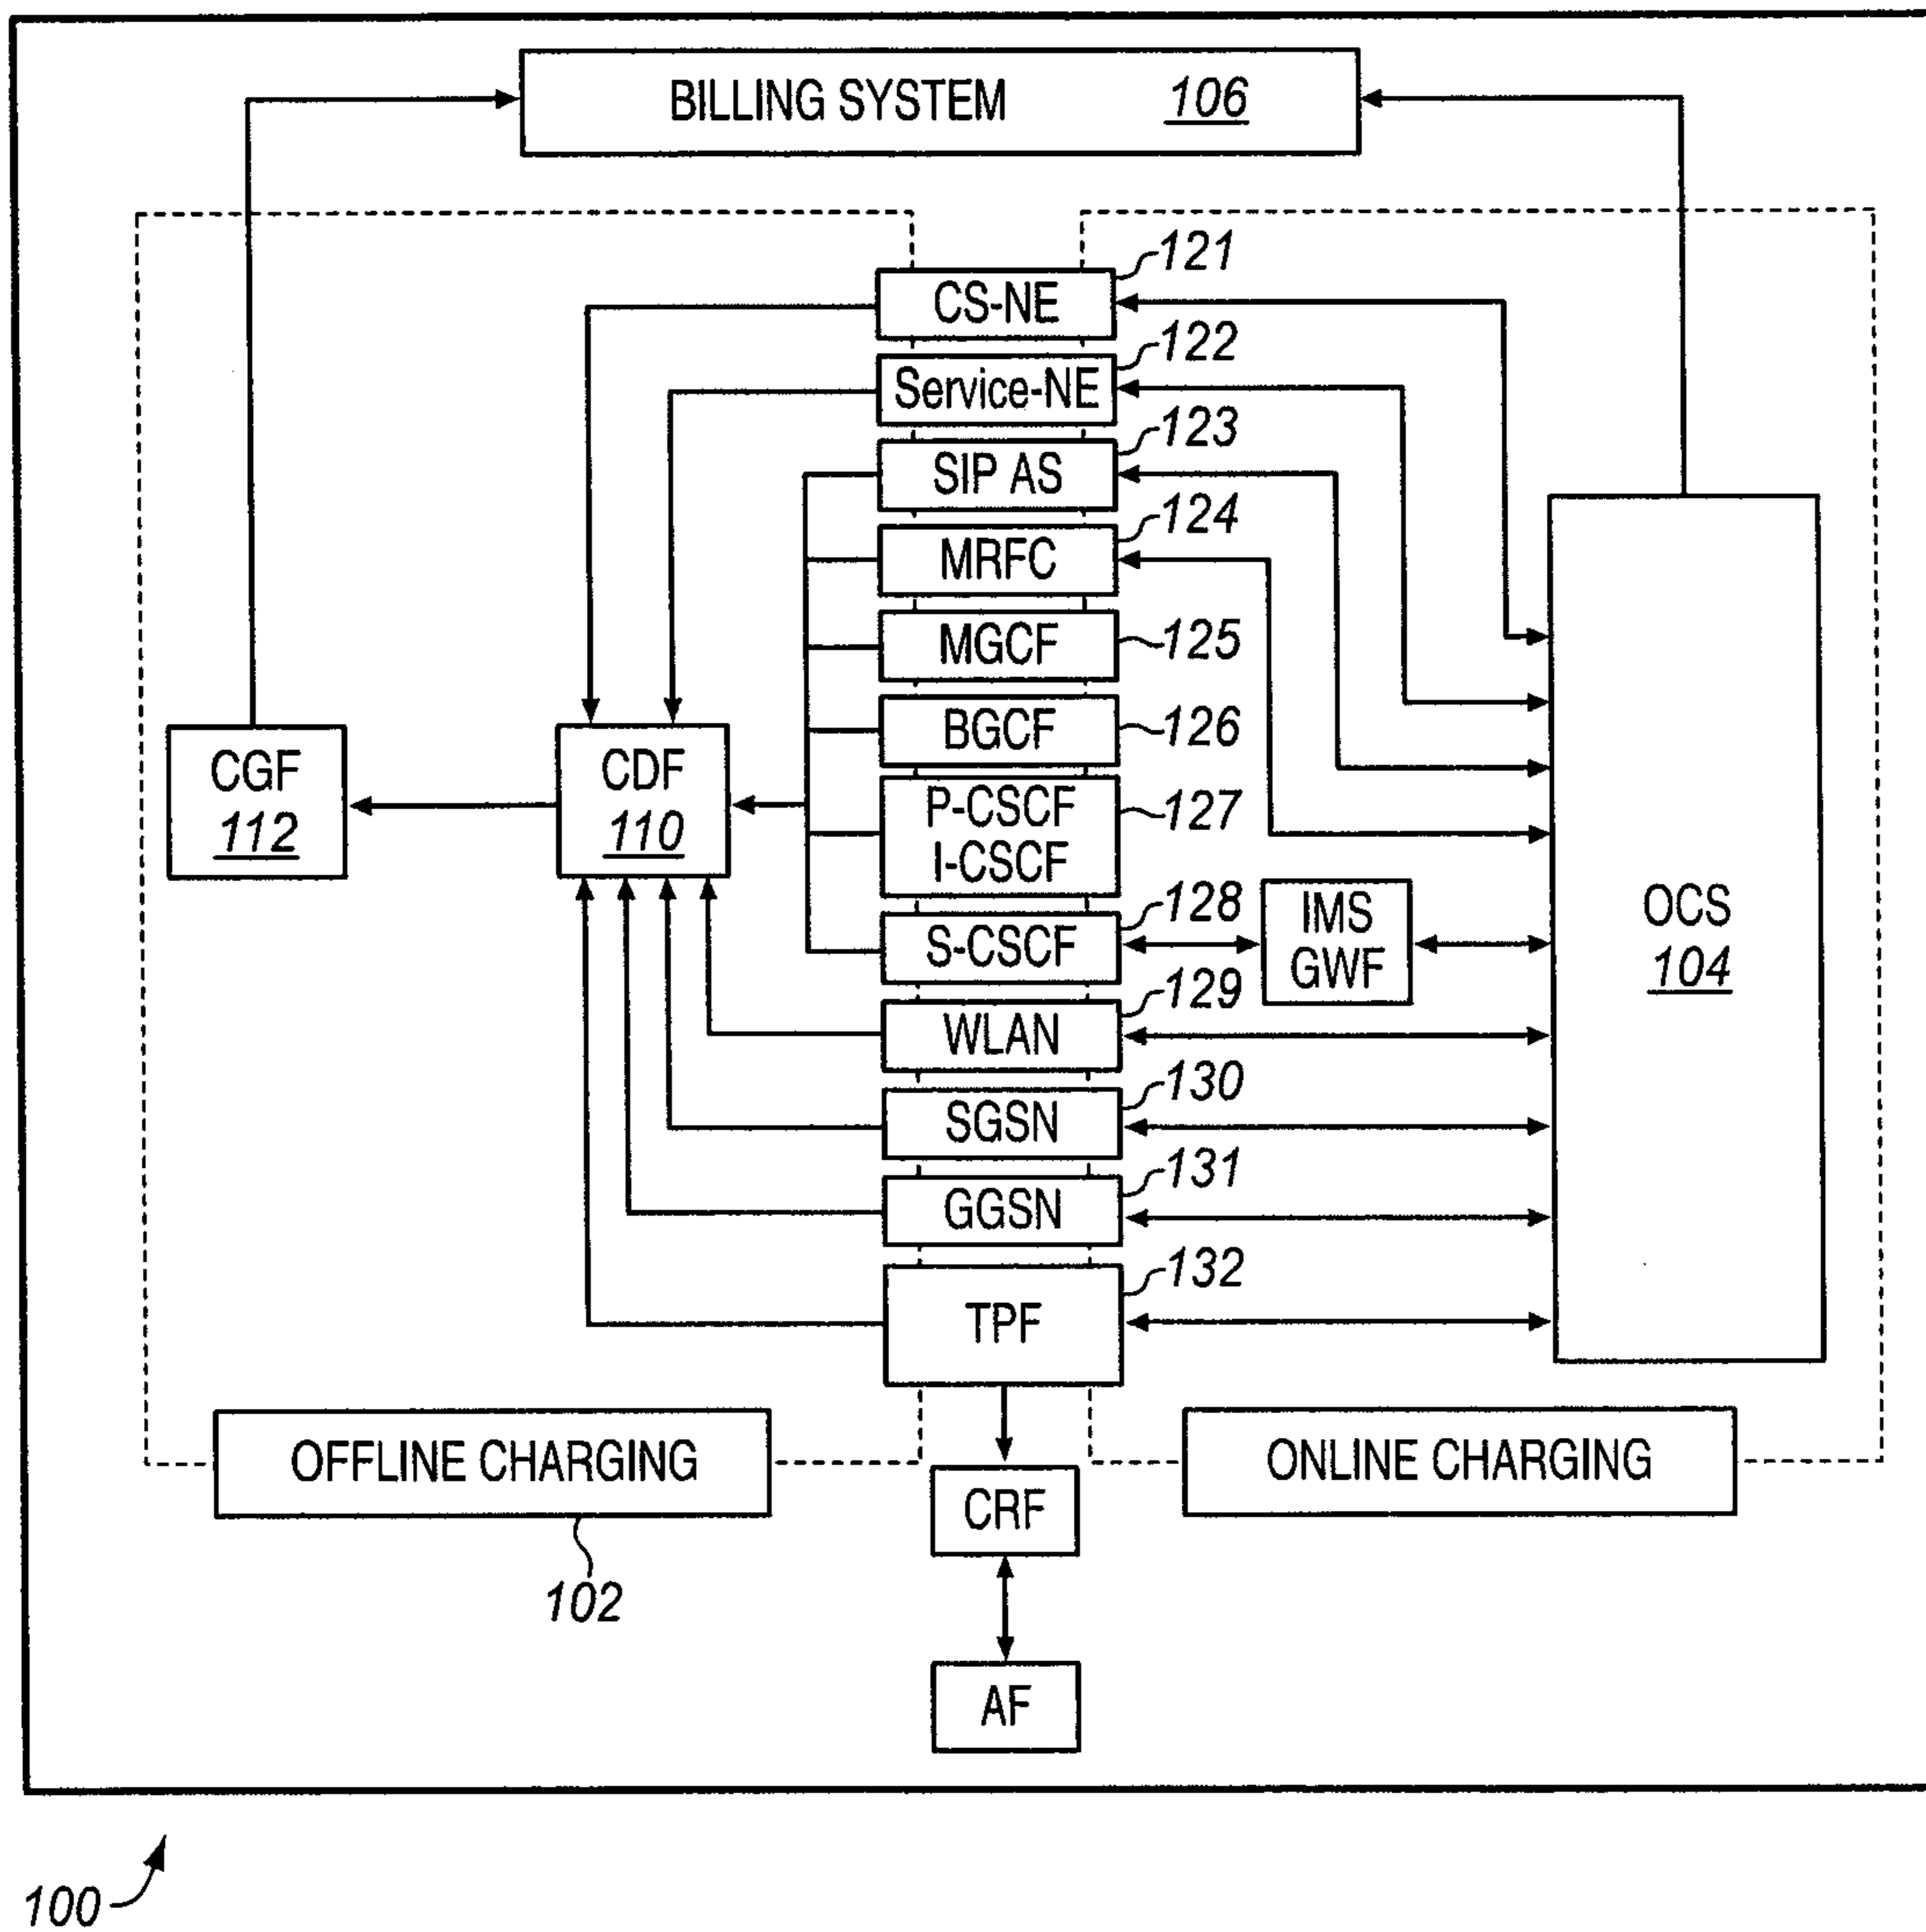 BILLING SYSTEM 106
121
CS-NE
122
Service-NE
123
SIP AS
124
MRFC
MGCF 125
BGCF 126
CGF
112
CDF
110
P-CSCF 127
I-CSCF
128
S-CSCF
IMS
GWF
OCS
104
129
WLAN
130
SGSN
131
GGSN
132
TPF
OFFLINE CHARGING
ONLINE CHARGING
CRF
102
AF
100